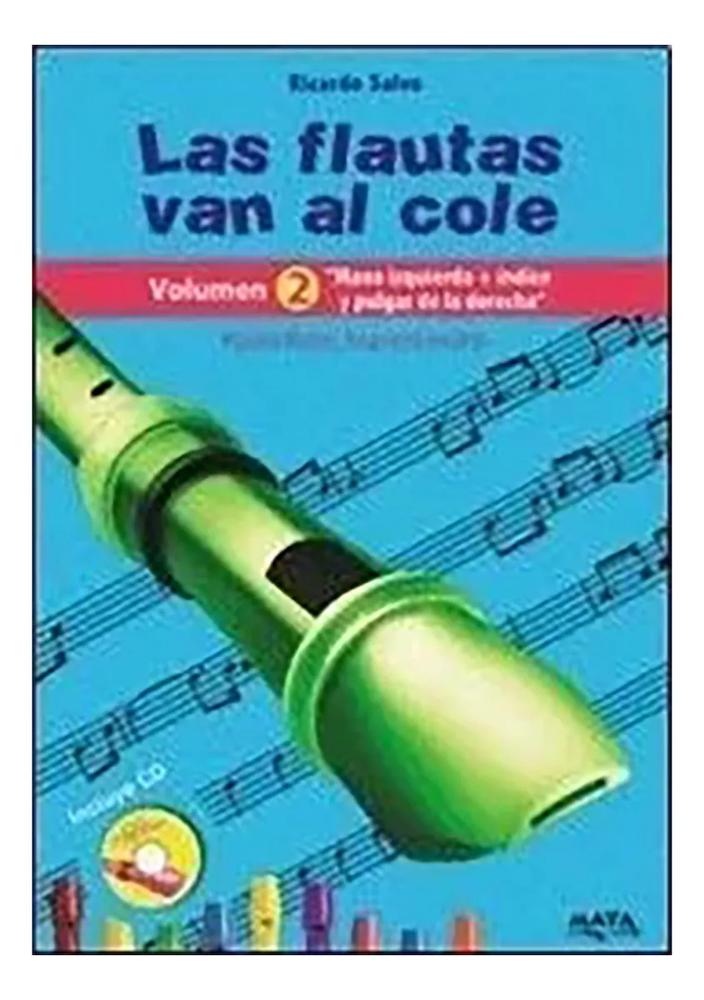 Ricardo Salvo
Las flautas
van al cole
Volumen 2 "Mano izquierda + índice
y pulgar de la derecha"
Incluye CD
MAYA